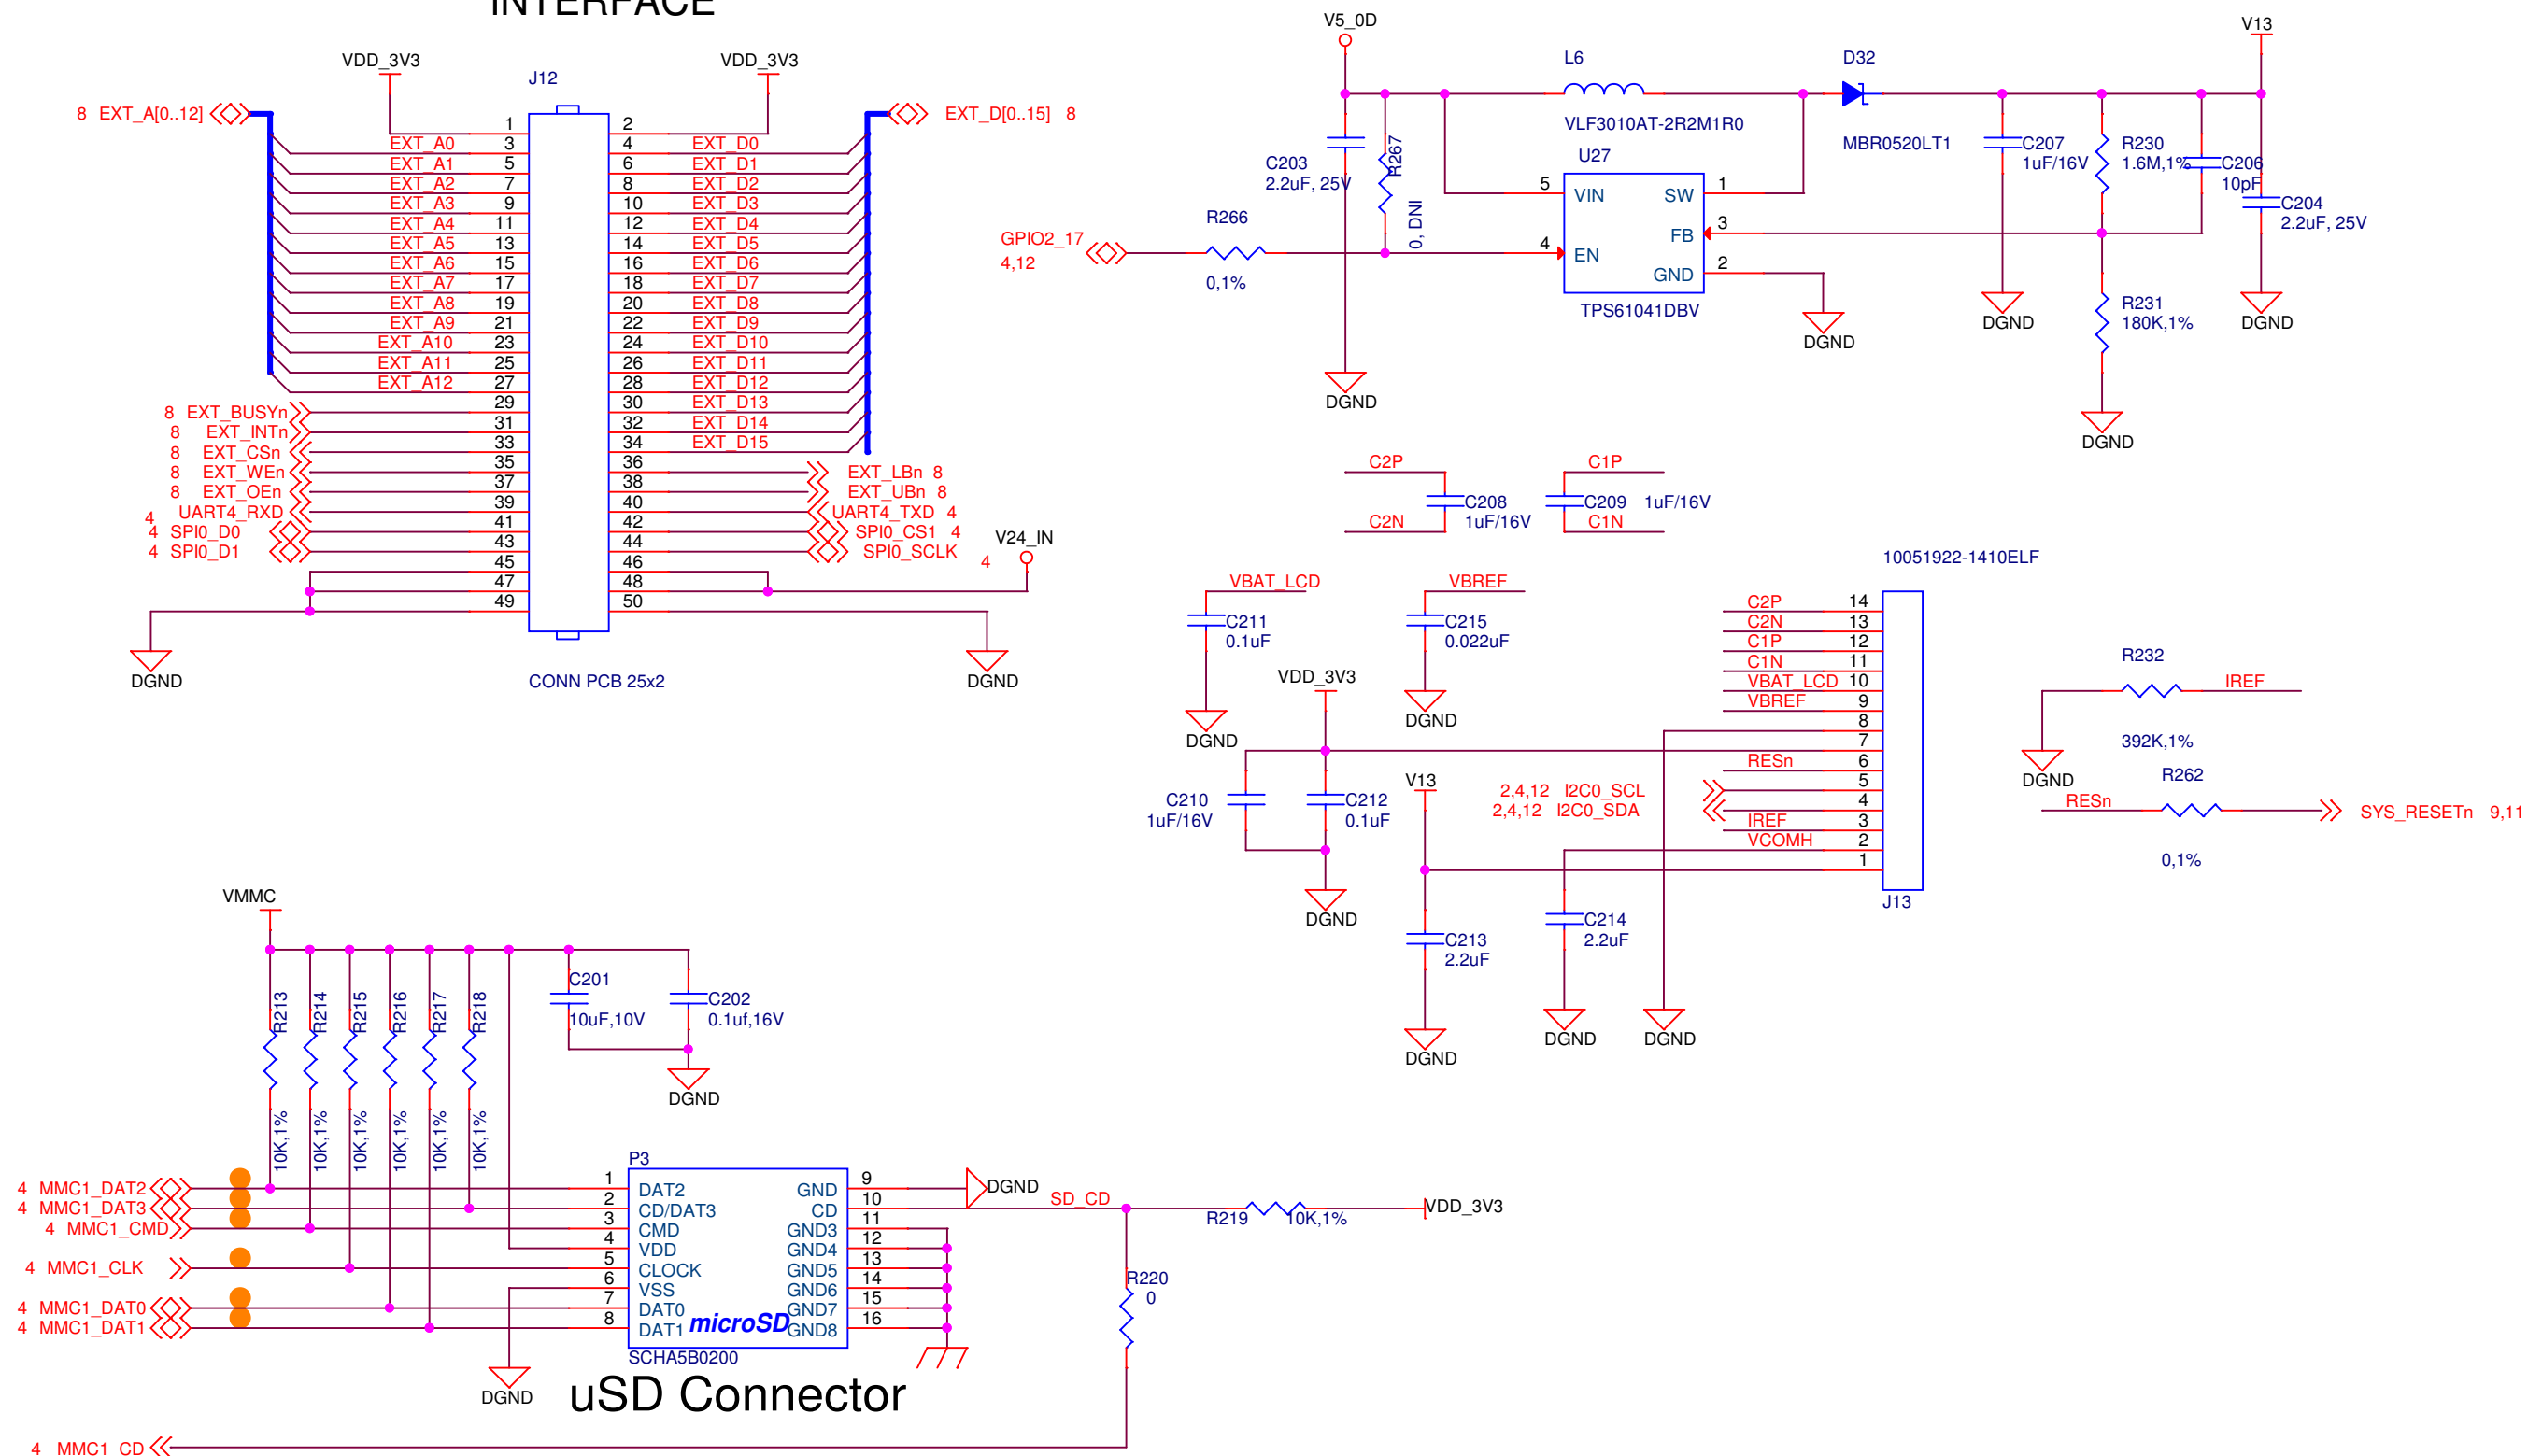 INTERFACE
VDD_3V3
VDD_3V3
J12
8 EXT_A[0..12]
EXT_D[0..15] 8
1 2
EXT_A0 3 4 EXT_D0
EXT_A1 5 6 EXT_D1
EXT_A2 7 8 EXT_D2
EXT_A3 9 10 EXT_D3
EXT_A4 11 12 EXT_D4
EXT_A5 13 14 EXT_D5
EXT_A6 15 16 EXT_D6
EXT_A7 17 18 EXT_D7
EXT_A8 19 20 EXT_D8
EXT_A9 21 22 EXT_D9
EXT_A10 23 24 EXT_D10
EXT_A11 25 26 EXT_D11
EXT_A12 27 28 EXT_D12
8 EXT_BUSYn 29 30 EXT_D13
8 EXT_INTn 31 32 EXT_D14
8 EXT_CSn 33 34 EXT_D15
8 EXT_WEn 35 36 EXT_LBn 8
8 EXT_OEn 37 38 EXT_UBn 8
4 UART4_RXD 39 40 UART4_TXD 4
4 SPI0_D0 41 42 SPI0_CS1 4
4 SPI0_D1 43 44 SPI0_SCLK 4
45 46
47 48
49 50
V24_IN
DGND
DGND
CONN PCB 25x2
V5_0D
V13
L6
VLF3010AT-2R2M1R0
D32
MBR0520LT1
C203
2.2uF, 25V
R267
0, DNI
U27
5 VIN SW 1
FB 3
4 EN
GND 2
TPS61041DBV
GPIO2_17
4,12
R266
0,1%
C207
1uF/16V
R230
1.6M,1%
C206
10pF
C204
2.2uF, 25V
R231
180K,1%
DGND
DGND
DGND
DGND
DGND
C2P
C208
1uF/16V
C2N
C1P
C209 1uF/16V
C1N
VBAT_LCD
C211
0.1uF
DGND
VBREF
C215
0.022uF
DGND
VDD_3V3
C210
1uF/16V
C212
0.1uF
DGND
V13
C213
2.2uF
DGND
C214
2.2uF
DGND
DGND
10051922-1410ELF
C2P 14
C2N 13
C1P 12
C1N 11
VBAT_LCD 10
VBREF 9
8
7
RESn 6
2,4,12 I2C0_SCL 5
2,4,12 I2C0_SDA 4
IREF 3
VCOMH 2
1
J13
R232
IREF
392K,1%
DGND
R262
RESn
SYS_RESETn 9,11
0,1%
VMMC
R213
R214
R215
R216
R217
R218
10K,1%
10K,1%
10K,1%
10K,1%
10K,1%
10K,1%
C201
10uF,10V
C202
0.1uf,16V
DGND
P3
4 MMC1_DAT2 1 DAT2 GND 9 DGND
4 MMC1_DAT3 2 CD/DAT3 CD 10 SD_CD
4 MMC1_CMD 3 CMD GND3 11
4 VDD GND4 12
4 MMC1_CLK 5 CLOCK GND5 13
6 VSS GND6 14
4 MMC1_DAT0 7 DAT0 GND7 15
4 MMC1_DAT1 8 DAT1 GND8 16
microSD
SCHA5B0200
R219 10K,1%
VDD_3V3
R220
0
DGND
uSD Connector
4 MMC1_CD